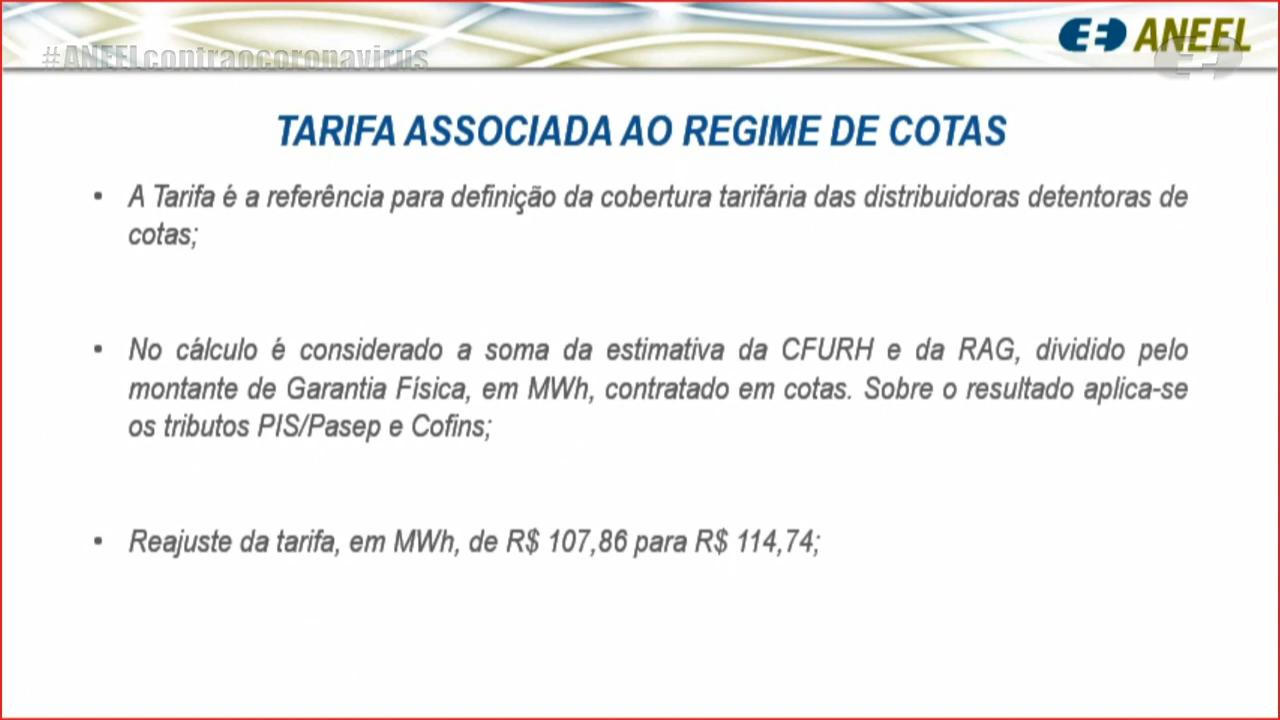 #ANEELcontraocoronavirus
ANEEL
TARIFA ASSOCIADA AO REGIME DE COTAS
• A Tarifa é a referência para definição da cobertura tarifária das distribuidoras detentoras de
cotas;
• No cálculo é considerado a soma da estimativa da CFURH e da RAG, dividido pelo
montante de Garantia Física, em MWh, contratado em cotas. Sobre o resultado aplica-se
os tributos PIS/Pasep e Cofins;
• Reajuste da tarifa, em MWh, de R$ 107,86 para R$ 114,74;